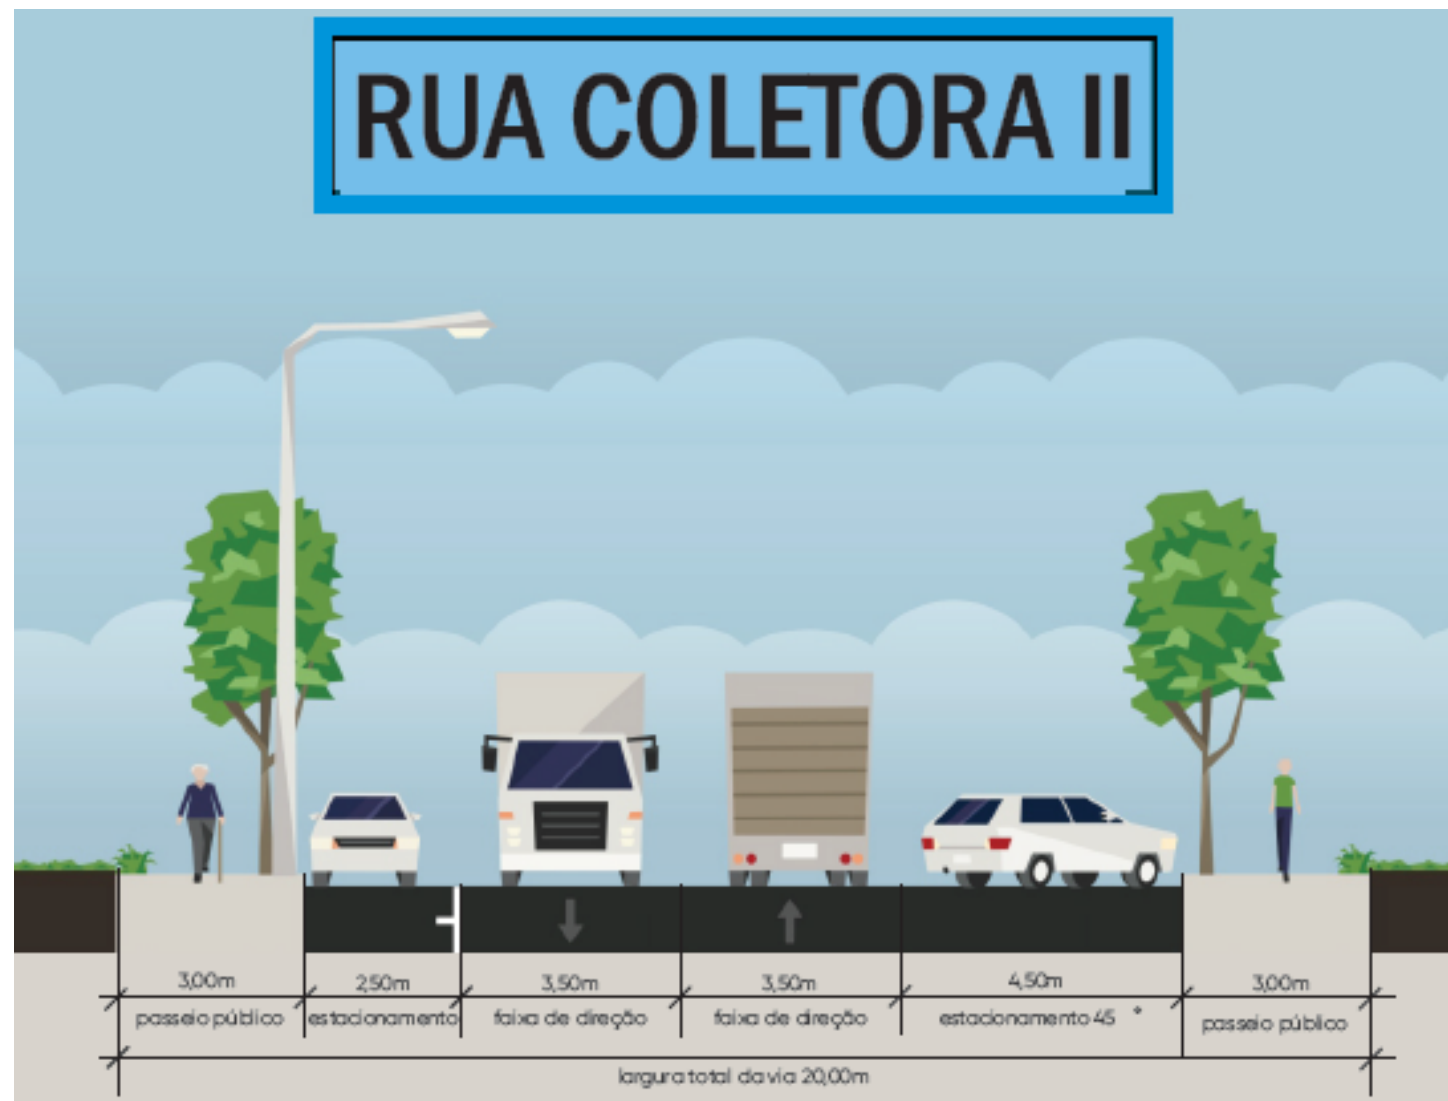 RUA COLETORA II
3,00m
2,50m
3,50m
3,50m
4,50m
3,00m
passeio público
estacionamento
faixa de direção
faixa de direção
estacionamento 45°
passeio público
largura total da via 20,00m